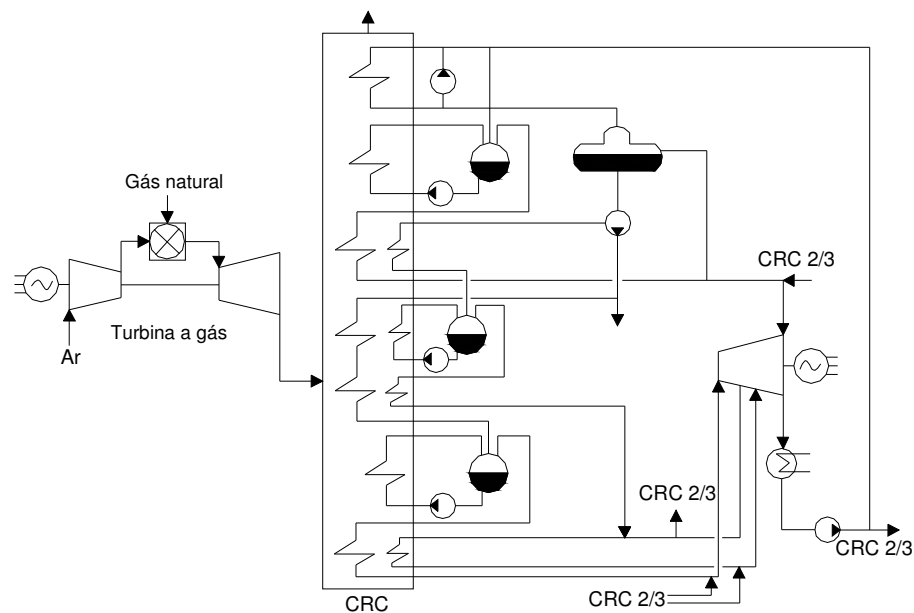 Gás natural
CRC 2/3
Turbina a gás
Ar
CRC 2/3
CRC 2/3
CRC 2/3
CRC